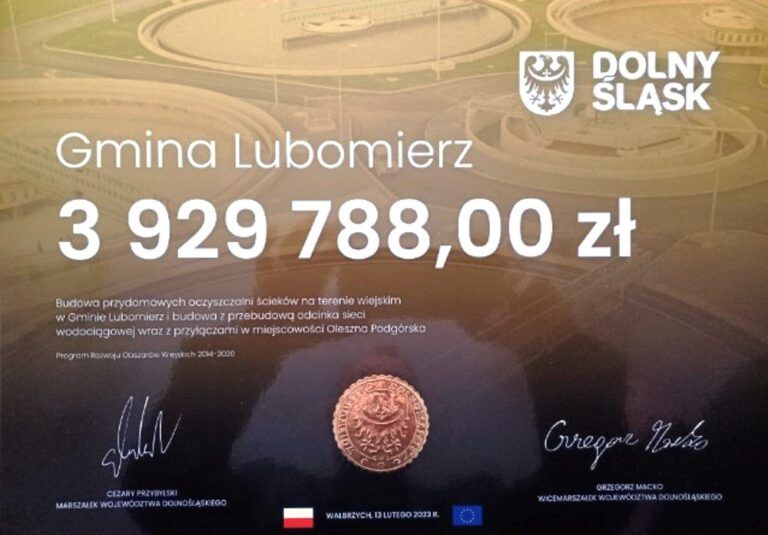 DOLNY
ŚLĄSK
Gmina Lubomierz
3 929 788,00 zł
Budowa przydomowych oczyszczalni ścieków na terenie wiejskim
w Gminie Lubomierz i budowa z przebudową odcinka sieci
wodociągowej wraz z przyłączami w miejscowości Oleszna Podgórska
Program Rozwoju Obszarów Wiejskich 2014-2020
Grzegorz Macko
CEZARY PRZYBYLSKI
MARSZAŁEK WOJEWÓDZTWA DOLNOŚLĄSKIEGO
GRZEGORZ MACKO
WICEMARSZAŁEK WOJEWÓDZTWA DOLNOŚLĄSKIEGO
WAŁBRZYCH, 13 LUTEGO 2023 R.